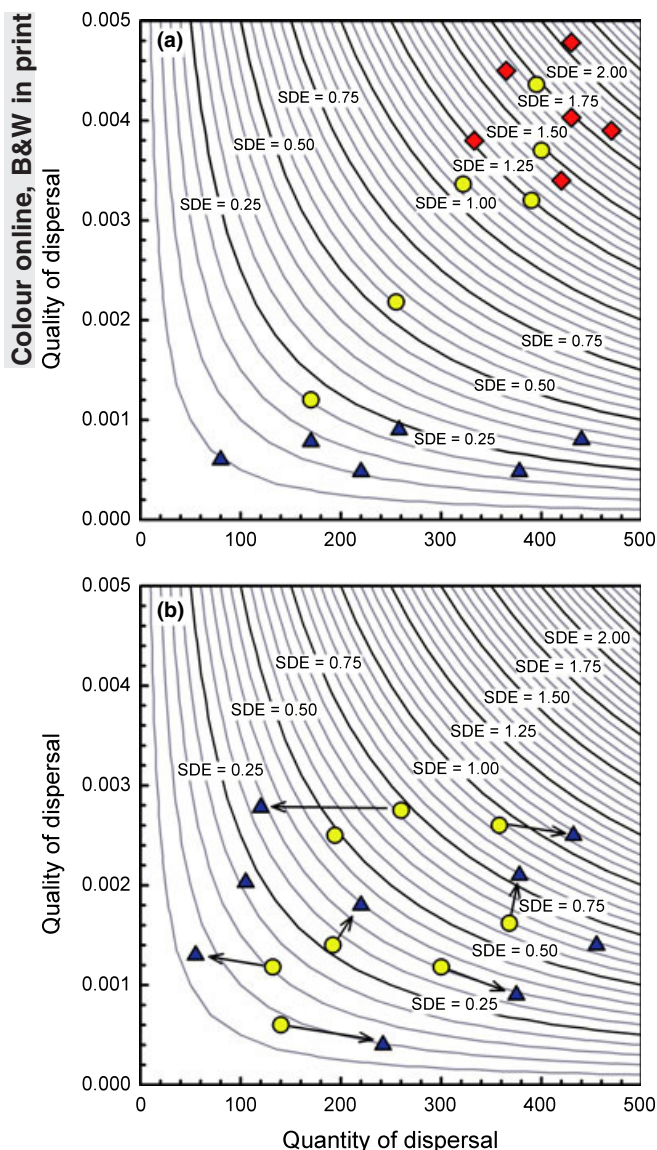 Colour online, B&W in print
(a)
Quality of dispersal
0.005
0.004
0.003
0.002
0.001
0.000
SDE = 2.00
SDE = 0.75
SDE = 1.75
SDE = 0.50
SDE = 1.50
SDE = 1.25
SDE = 0.25
SDE = 1.00
SDE = 0.75
SDE = 0.50
SDE = 0.25
0 100 200 300 400 500
(b)
Quality of dispersal
0.005
0.004
0.003
0.002
0.001
0.000
SDE = 2.00
SDE = 0.75
SDE = 1.75
SDE = 1.50
SDE = 0.50
SDE = 1.25
SDE = 0.25
SDE = 1.00
SDE = 0.75
SDE = 0.50
SDE = 0.25
0 100 200 300 400 500
Quantity of dispersal